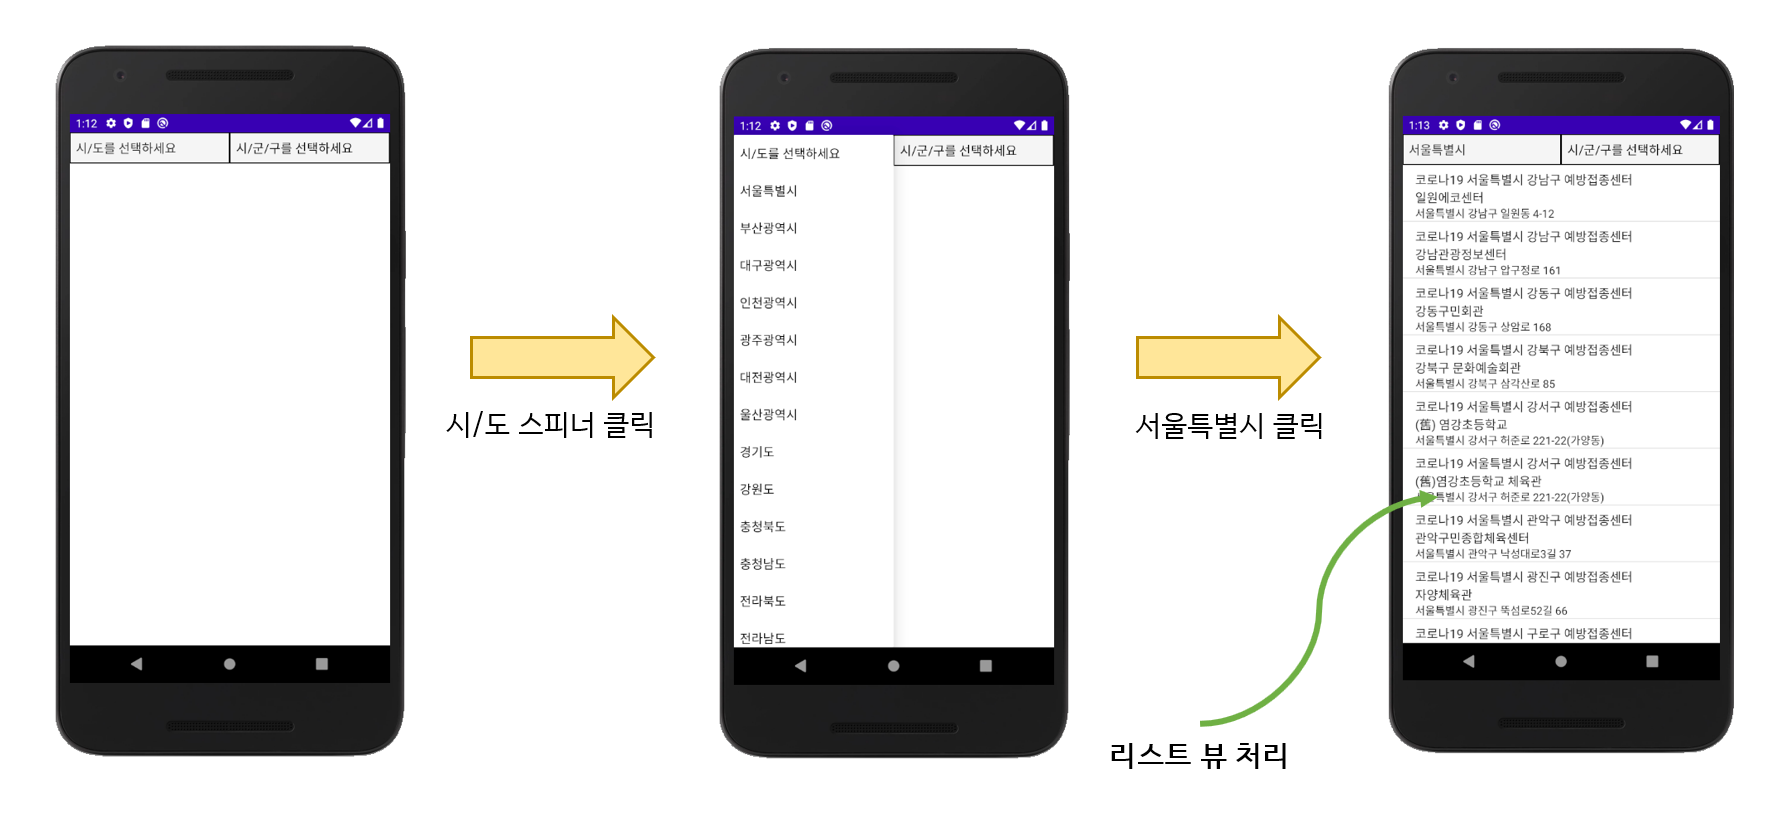 1:12
시/도를 선택하세요
시/군/구를 선택하세요
시/도 스피너 클릭
1:12
시/도를 선택하세요
시/군/구를 선택하세요
서울특별시
부산광역시
대구광역시
인천광역시
광주광역시
대전광역시
울산광역시
경기도
강원도
충청북도
충청남도
전라북도
전라남도
서울특별시 클릭
1:13
서울특별시
시/군/구를 선택하세요
코로나19 서울특별시 강남구 예방접종센터
일원에코센터
서울특별시 강남구 일원동 4-12
코로나19 서울특별시 강남구 예방접종센터
강남관광정보센터
서울특별시 강남구 압구정로 161
코로나19 서울특별시 강동구 예방접종센터
강동구민회관
서울특별시 강동구 상암로 168
코로나19 서울특별시 강북구 예방접종센터
강북구 문화예술회관
서울특별시 강북구 삼각산로 85
코로나19 서울특별시 강서구 예방접종센터
(舊) 염강초등학교
서울특별시 강서구 허준로 221-22(가양동)
코로나19 서울특별시 강서구 예방접종센터
(舊)염강초등학교 체육관
서울특별시 강서구 허준로 221-22(가양동)
코로나19 서울특별시 관악구 예방접종센터
관악구민종합체육센터
서울특별시 관악구 낙성대로3길 37
코로나19 서울특별시 광진구 예방접종센터
자양체육관
서울특별시 광진구 뚝섬로52길 66
코로나19 서울특별시 구로구 예방접종센터
리스트 뷰 처리